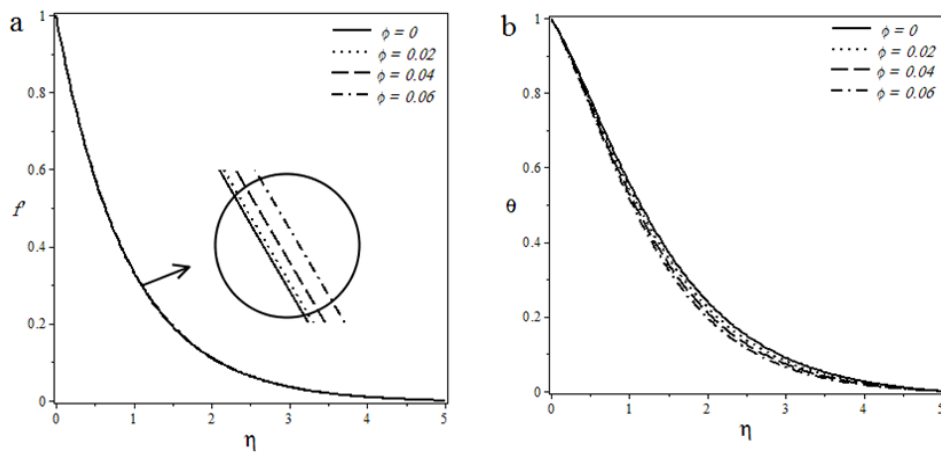 a
1
0.8
0.6
f'
0.4
0.2
0
0 1 2 3 4 5
η
ϕ = 0
ϕ = 0.02
ϕ = 0.04
ϕ = 0.06
b
1
0.8
0.6
θ
0.4
0.2
0
0 1 2 3 4 5
η
ϕ = 0
ϕ = 0.02
ϕ = 0.04
ϕ = 0.06